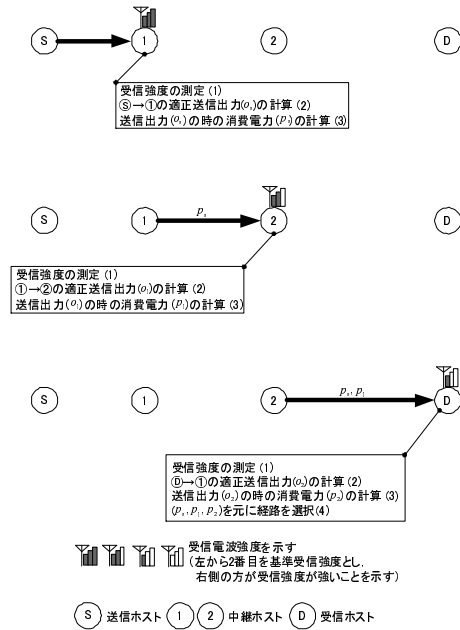 S 1 2 D
受信強度の測定(1)
Ⓢ→①の適正送信出力(oₛ)の計算(2)
送信出力(oₛ)の時の消費電力(pₛ)の計算(3)
pₛ
S 1 2 D
受信強度の測定(1)
①→②の適正送信出力(o₁)の計算(2)
送信出力(o₁)の時の消費電力(p₁)の計算(3)
pₛ, p₁
S 1 2 D
受信強度の測定(1)
Ⓓ→①の適正送信出力(o₂)の計算(2)
送信出力(o₂)の時の消費電力(p₂)の計算(3)
(pₛ, p₁, p₂)を元に経路を選択(4)
受信電波強度を示す
(左から2番目を基準受信強度とし,
右側の方が受信強度が強いことを示す)
S 送信ホスト 1 2 中継ホスト D 受信ホスト